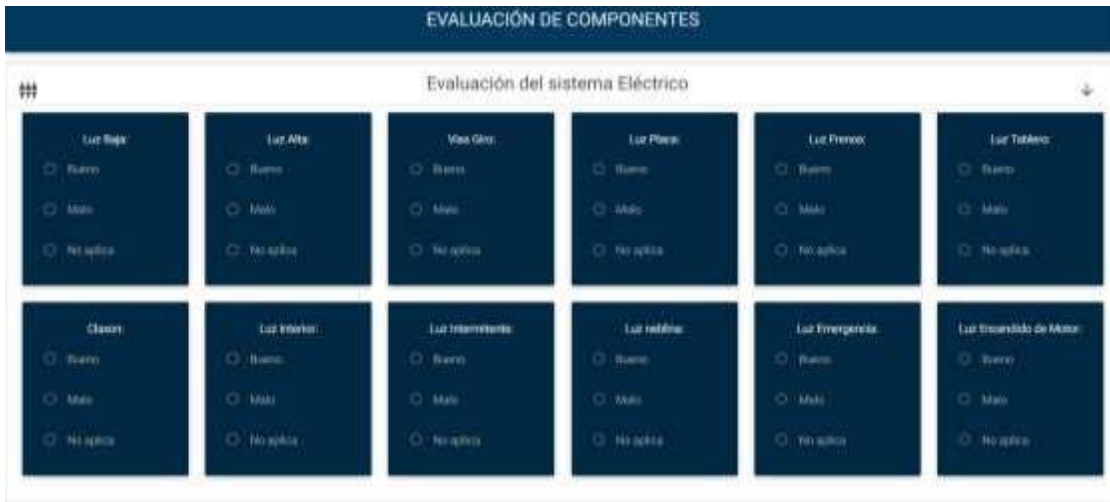 EVALUACIÓN DE COMPONENTES
Evaluación del sistema Eléctrico
Luz Baja:
Bueno
Malo
No aplica
Luz Alta:
Bueno
Malo
No aplica
Vias Giro:
Bueno
Malo
No aplica
Luz Placa:
Bueno
Malo
No aplica
Luz Frenos:
Bueno
Malo
No aplica
Luz Tablero:
Bueno
Malo
No aplica
Claxon:
Bueno
Malo
No aplica
Luz Interior:
Bueno
Malo
No aplica
Luz Intermitente:
Bueno
Malo
No aplica
Luz neblina:
Bueno
Malo
No aplica
Luz Emergencia:
Bueno
Malo
No aplica
Luz Encendido de Motor:
Bueno
Malo
No aplica